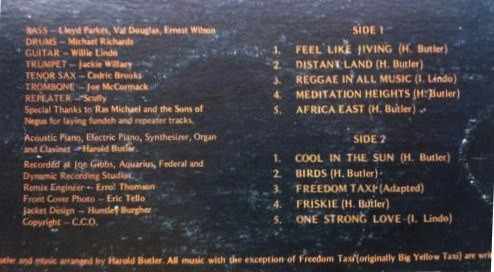 BASS – Lloyd Parkes, Val Douglas, Ernest Wilson
DRUMS – Michael Richards
GUITAR – Willie Lindo
TRUMPET – Jackie Willacy
TENOR SAX – Cedric Brooks
TROMBONE – Joe McCormack
REPEATER – Scully
Special Thanks to Ras Michael and the Sons of
Negus for laying fundeh and repeater tracks.
Acoustic Piano, Electric Piano, Synthesizer, Organ
and Clavinet – Harold Butler.
Recorded at Joe Gibbs, Aquarius, Federal and
Dynamic Recording Studios.
Remix Engineer – Errol Thomson
Front Cover Photo – Eric Tello
Jacket Design – Huntley Burgher
Copyright – C.C.O.
SIDE 1
1. FEEL LIKE JIVING (H. Butler)
2. DISTANT LAND (H. Butler)
3. REGGAE IN ALL MUSIC (I. Lindo)
4. MEDITATION HEIGHTS (H. Butler)
5. AFRICA EAST (H. Butler)
SIDE 2
1. COOL IN THE SUN (H. Butler)
2. BIRDS (H. Butler)
3. FREEDOM TAXI (Adapted)
4. FRISKIE (H. Butler)
5. ONE STRONG LOVE (I. Lindo)
utler and music arranged by Harold Butler. All music with the exception of Freedom Taxi (originally Big Yellow Taxi) are writ